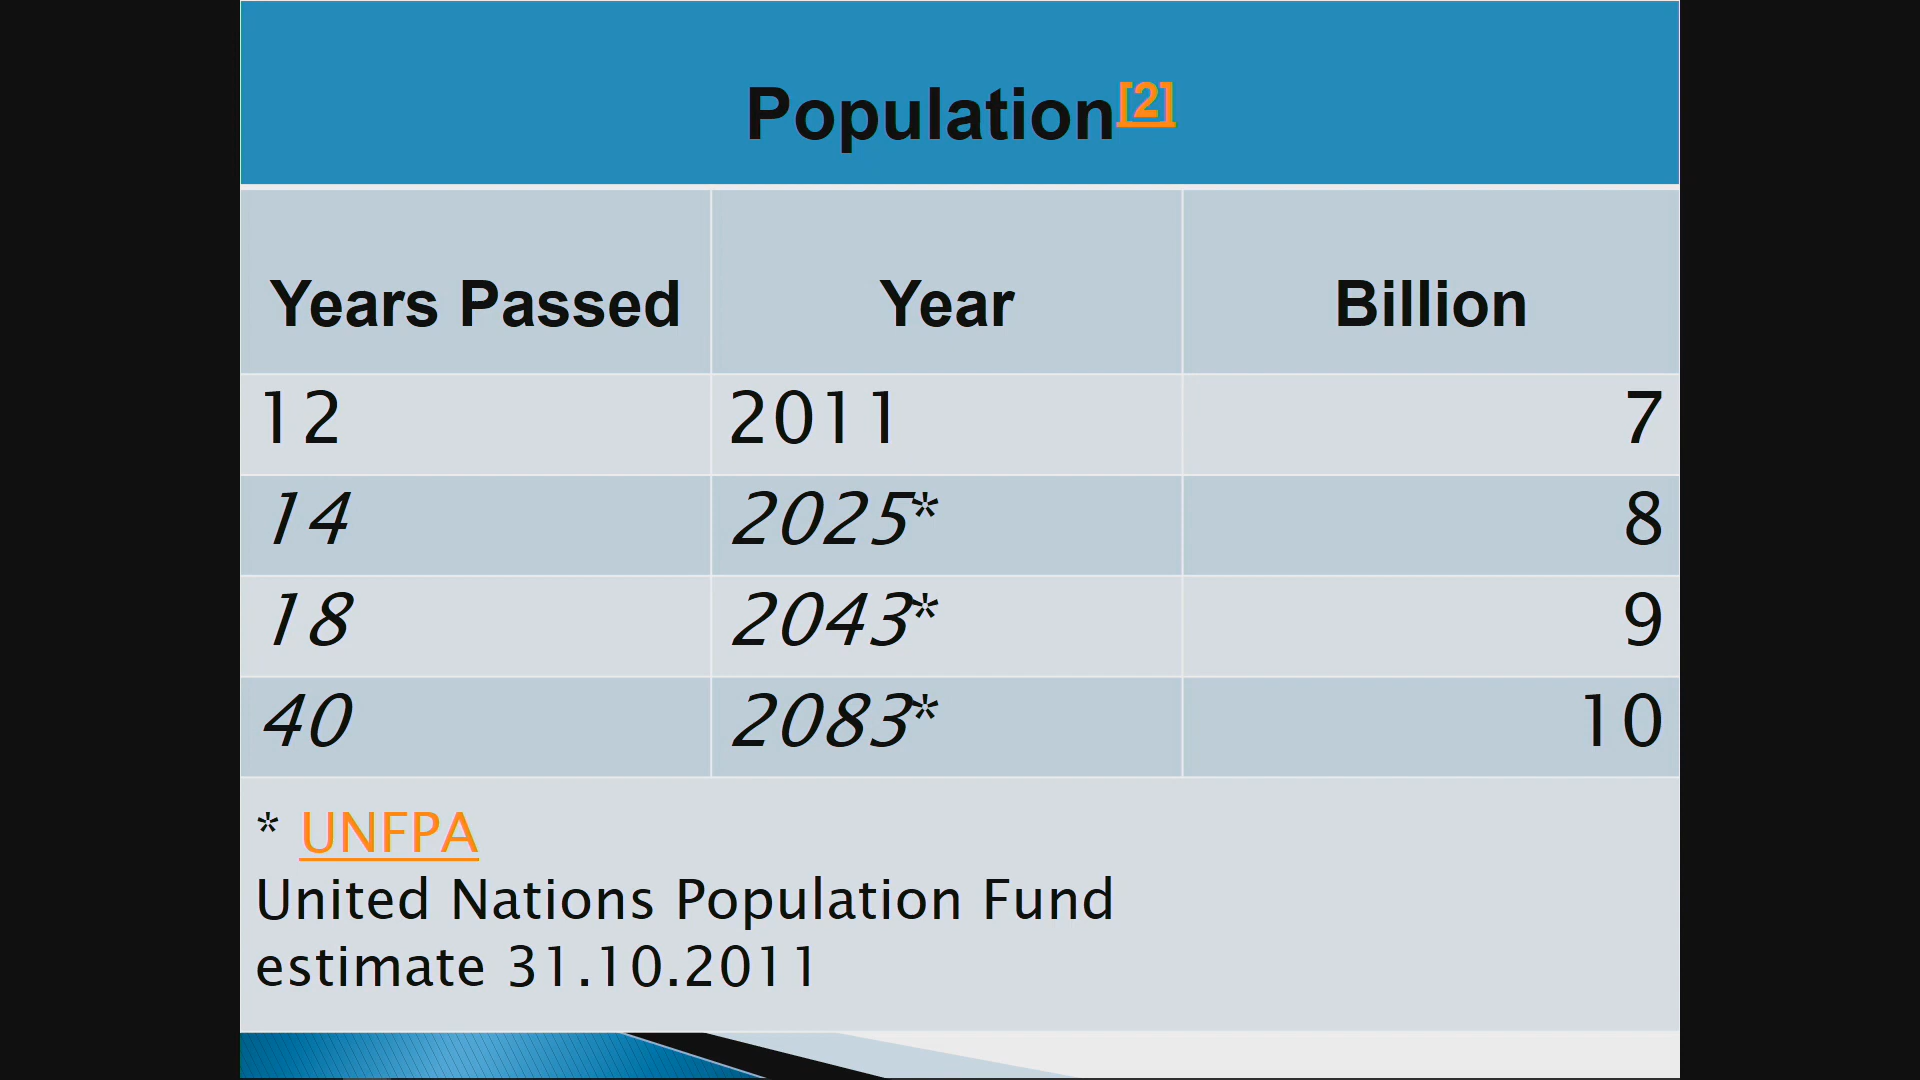 Population[2]
Years Passed Year Billion
12 2011 7
14 2025* 8
18 2043* 9
40 2083* 10
* UNFPA
United Nations Population Fund
estimate 31.10.2011